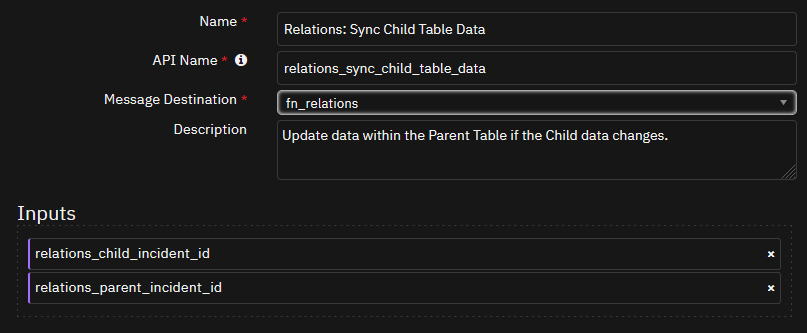 Name * Relations: Sync Child Table Data
API Name * relations_sync_child_table_data
Message Destination * fn_relations
Description Update data within the Parent Table if the Child data changes.
Inputs
relations_child_incident_id ×
relations_parent_incident_id ×